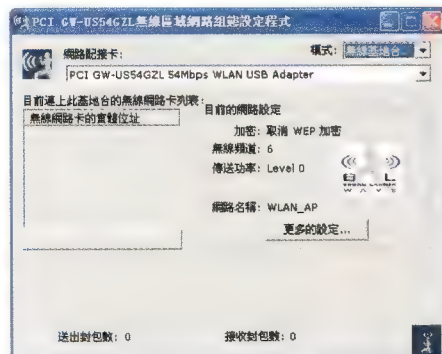 PCI GW-US54GZL無線區域網路組態設定程式
網路配接卡:
模式: 無線基地台
PCI GW-US54GZL 54Mbps WLAN USB Adapter
目前連上此基地台的無線網路卡列表:
無線網路卡的實體位址
目前的網路設定
加密: 取消 WEP 加密
無線頻道: 6
傳送功率: Level 0
網路名稱: WLAN_AP
更多的設定...
送出封包數: 0
接收封包數: 0